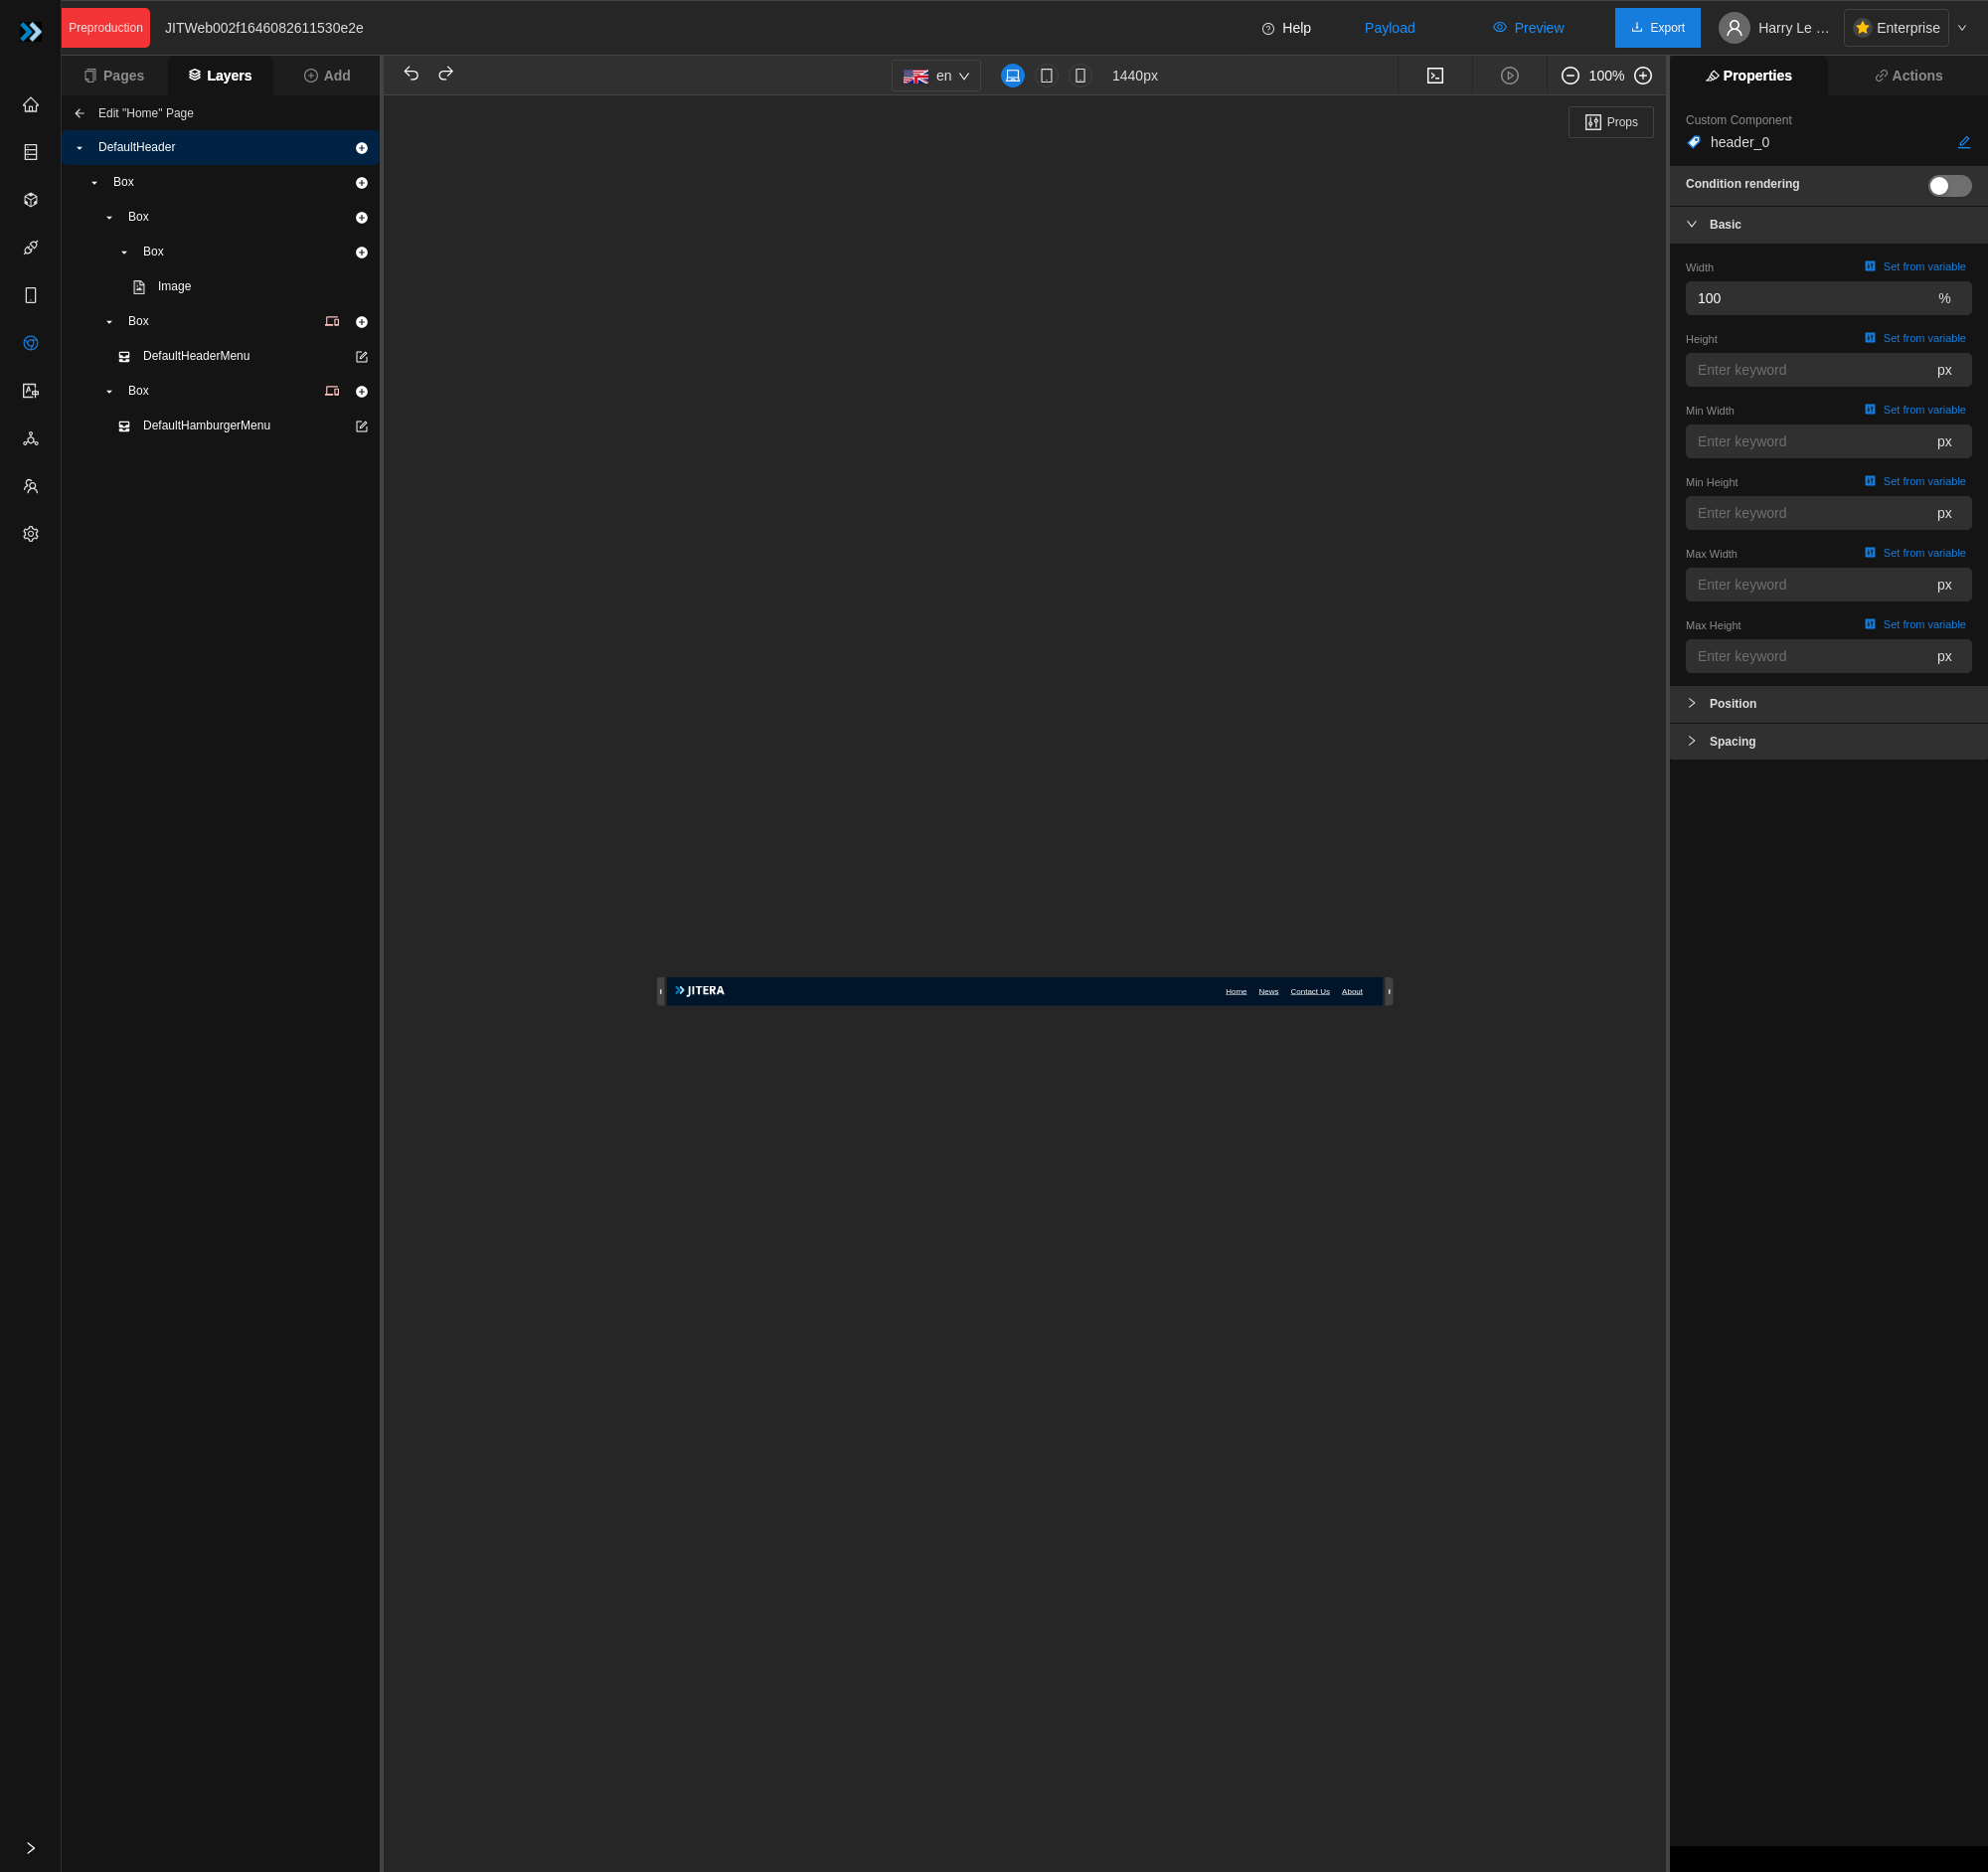 Preproduction
JITWeb002f1646082611530e2e
Help
Payload
Preview
Export
Harry Le ...
Enterprise
Pages
Layers
Add
en
1440px
100%
Properties
Actions
Edit "Home" Page
DefaultHeader
Box
Box
Box
Image
Box
DefaultHeaderMenu
Box
DefaultHamburgerMenu
Props
JITERA
Home News Contact Us About
Custom Component
header_0
Condition rendering
Basic
Width Set from variable
100 %
Height Set from variable
Enter keyword px
Min Width Set from variable
Enter keyword px
Min Height Set from variable
Enter keyword px
Max Width Set from variable
Enter keyword px
Max Height Set from variable
Enter keyword px
Position
Spacing